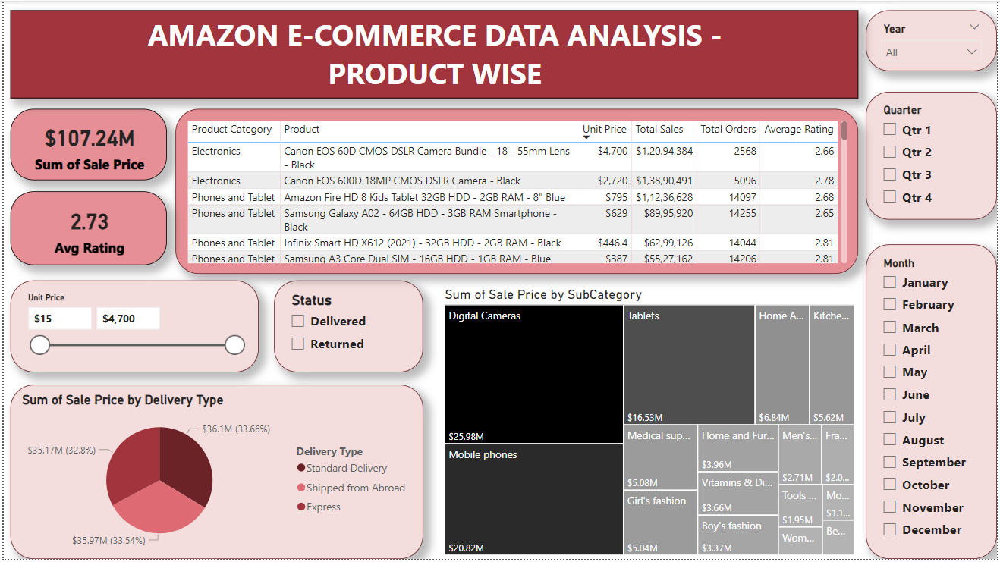 AMAZON E-COMMERCE DATA ANALYSIS -
PRODUCT WISE
Year
All
$107.24M
Sum of Sale Price
2.73
Avg Rating
Product Category Product Unit Price Total Sales Total Orders Average Rating
Electronics Canon EOS 60D CMOS DSLR Camera Bundle - 18 - 55mm Lens $4,700 $1,20,94,384 2568 2.66
- Black
Electronics Canon EOS 600D 18MP CMOS DSLR Camera - Black $2,720 $1,38,90,491 5096 2.78
Phones and Tablet Amazon Fire HD 8 Kids Tablet 32GB HDD - 2GB RAM - 8" Blue $795 $1,12,36,628 14097 2.68
Phones and Tablet Samsung Galaxy A02 - 64GB HDD - 3GB RAM Smartphone - $629 $89,95,920 14255 2.65
Black
Phones and Tablet Infinix Smart HD X612 (2021) - 32GB HDD - 2GB RAM - Black $446.4 $62,99,126 14044 2.81
Phones and Tablet Samsung A3 Core Dual SIM - 16GB HDD - 1GB RAM - Blue $387 $55,27,162 14206 2.81
Quarter
Qtr 1
Qtr 2
Qtr 3
Qtr 4
Unit Price
$15 $4,700
Status
Delivered
Returned
Sum of Sale Price by Delivery Type
$36.1M (33.66%)
$35.17M (32.8%)
$35.97M (33.54%)
Delivery Type
Standard Delivery
Shipped from Abroad
Express
Sum of Sale Price by SubCategory
Digital Cameras
$25.98M
Mobile phones
$20.82M
Tablets
$16.53M
Home A...
$6.84M
Kitche...
$5.62M
Medical sup...
$5.08M
Girl's fashion
$5.04M
Home and Fur...
$3.96M
Vitamins & Di...
$3.66M
Boy's fashion
$3.37M
Men's...
$2.71M
Tools ...
$1.95M
Wom...
Fra...
$2.0...
Mo...
$1.1...
Be...
Month
January
February
March
April
May
June
July
August
September
October
November
December